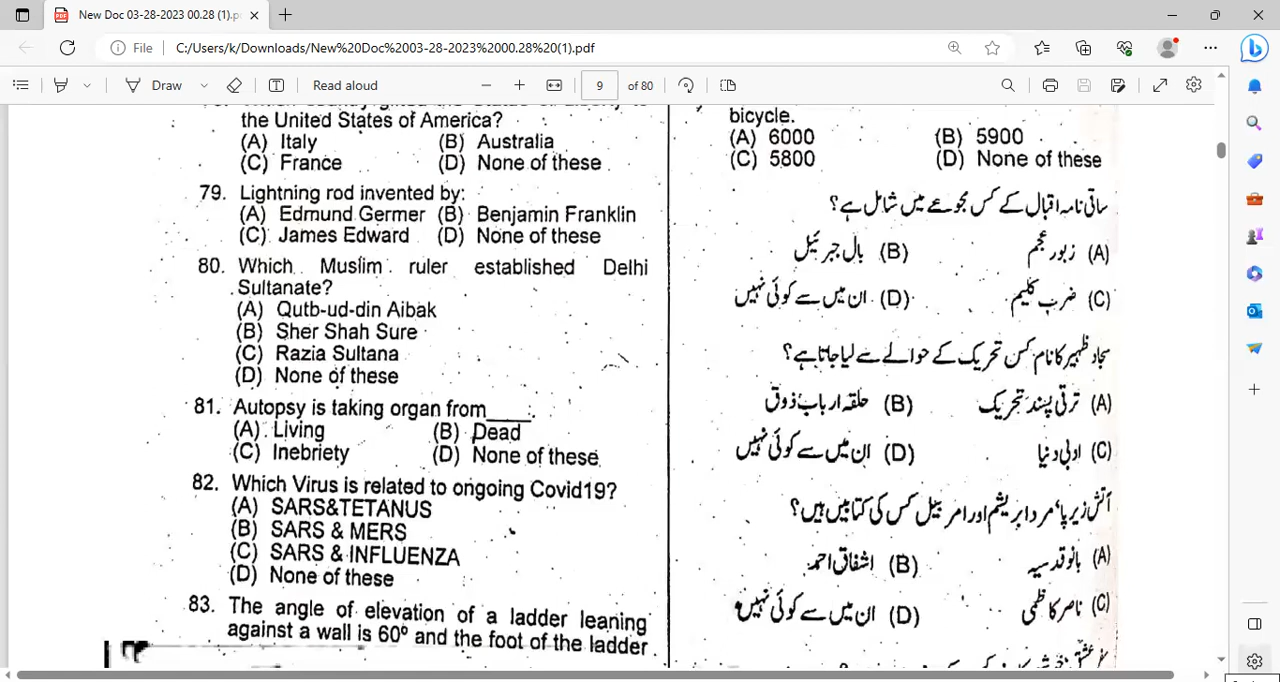 New Doc 03-28-2023 00.28 (1).p
File
C:/Users/k/Downloads/New%20Doc%2003-28-2023%2000.28%20(1).pdf
Draw
Read aloud
9 of 80
the United States of America?
(A) Italy (B) Australia
(C) France (D) None of these
79. Lightning rod invented by:
(A) Edmund Germer (B) Benjamin Franklin
(C) James Edward (D) None of these
80. Which Muslim ruler established Delhi
Sultanate?
(A) Qutb-ud-din Aibak
(B) Sher Shah Sure
(C) Razia Sultana
(D) None of these
81. Autopsy is taking organ from____.
(A) Living (B) Dead
(C) Inebriety (D) None of these
82. Which Virus is related to ongoing Covid19?
(A) SARS&TETANUS
(B) SARS & MERS
(C) SARS & INFLUENZA
(D) None of these
83. The angle of elevation of a ladder leaning
against a wall is 60º and the foot of the ladder
bicycle.
(A) 6000 (B) 5900
(C) 5800 (D) None of these
ساقی نامہ اقبال کے کس مجموعے میں شامل ہے؟
(A) زبور عجم (B) بال جبرئیل
(C) ضرب کلیم (D) ان میں سے کوئی نہیں
سجاد ظہیر کا نام کس تحریک کے حوالے سے لیا جاتا ہے؟
(A) ترقی پسند تحریک (B) حلقہ ارباب ذوق
(C) ادبی دنیا (D) ان میں سے کوئی نہیں
آتش زیر پا، مرد ابریشم اور امر بیل کس کی کتابیں ہیں؟
(A) بانو قدسیہ (B) اشفاق احمد
(C) ناصر کاظمی (D) ان میں سے کوئی نہیں